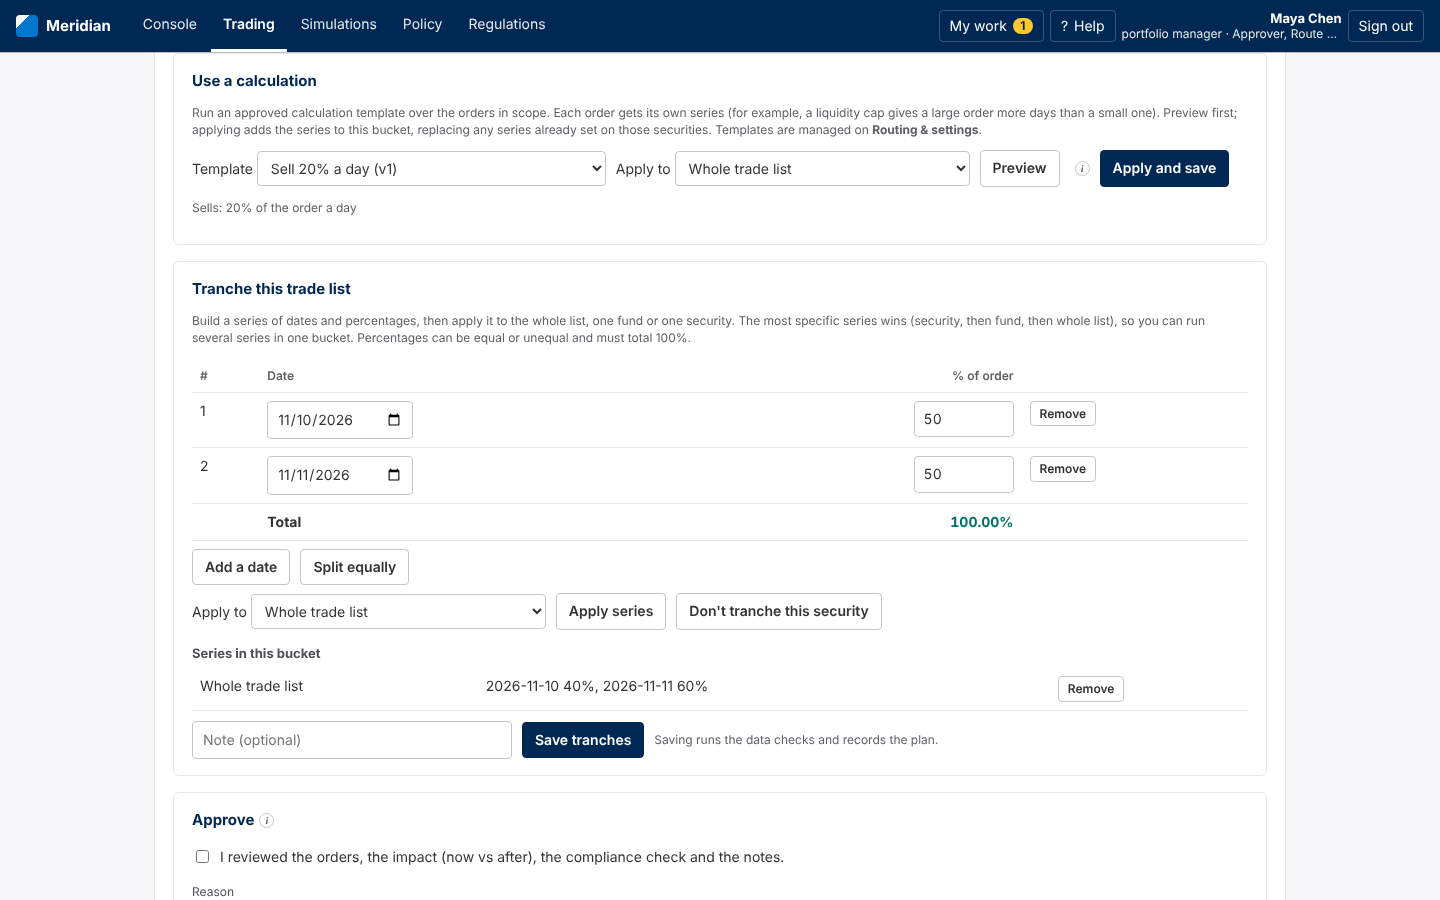 Meridian
Console
Trading
Simulations
Policy
Regulations
My work 1
? Help
Maya Chen
portfolio manager · Approver, Route ...
Sign out
Use a calculation
Run an approved calculation template over the orders in scope. Each order gets its own series (for example, a liquidity cap gives a large order more days than a small one). Preview first;
applying adds the series to this bucket, replacing any series already set on those securities. Templates are managed on Routing & settings.
Template Sell 20% a day (v1) Apply to Whole trade list Preview i Apply and save
Sells: 20% of the order a day
Tranche this trade list
Build a series of dates and percentages, then apply it to the whole list, one fund or one security. The most specific series wins (security, then fund, then whole list), so you can run
several series in one bucket. Percentages can be equal or unequal and must total 100%.
# Date % of order
1 11/10/2026 50 Remove
2 11/11/2026 50 Remove
Total 100.00%
Add a date Split equally
Apply to Whole trade list Apply series Don't tranche this security
Series in this bucket
Whole trade list 2026-11-10 40%, 2026-11-11 60% Remove
Note (optional) Save tranches Saving runs the data checks and records the plan.
Approve i
I reviewed the orders, the impact (now vs after), the compliance check and the notes.
Reason